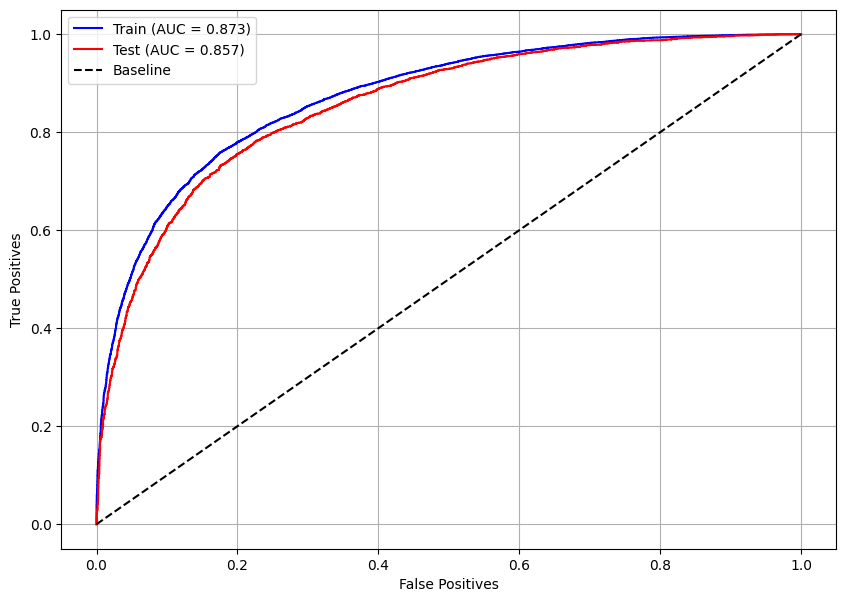 Train (AUC = 0.873)
Test (AUC = 0.857)
Baseline
1.0
0.8
0.6
0.4
0.2
0.0
True Positives
0.0 0.2 0.4 0.6 0.8 1.0
False Positives